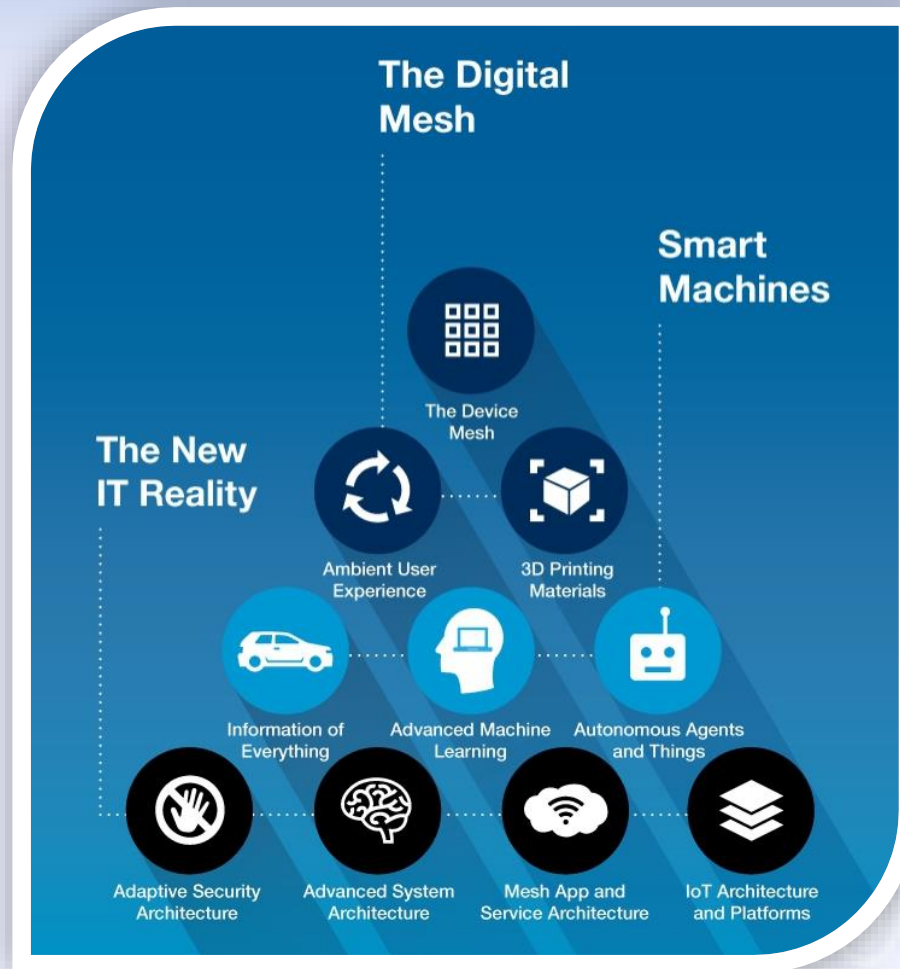 The Digital
Mesh
Smart
Machines
The Device
Mesh
The New
IT Reality
Ambient User
Experience
3D Printing
Materials
Information of
Everything
Advanced Machine
Learning
Autonomous Agents
and Things
Adaptive Security
Architecture
Advanced System
Architecture
Mesh App and
Service Architecture
IoT Architecture
and Platforms